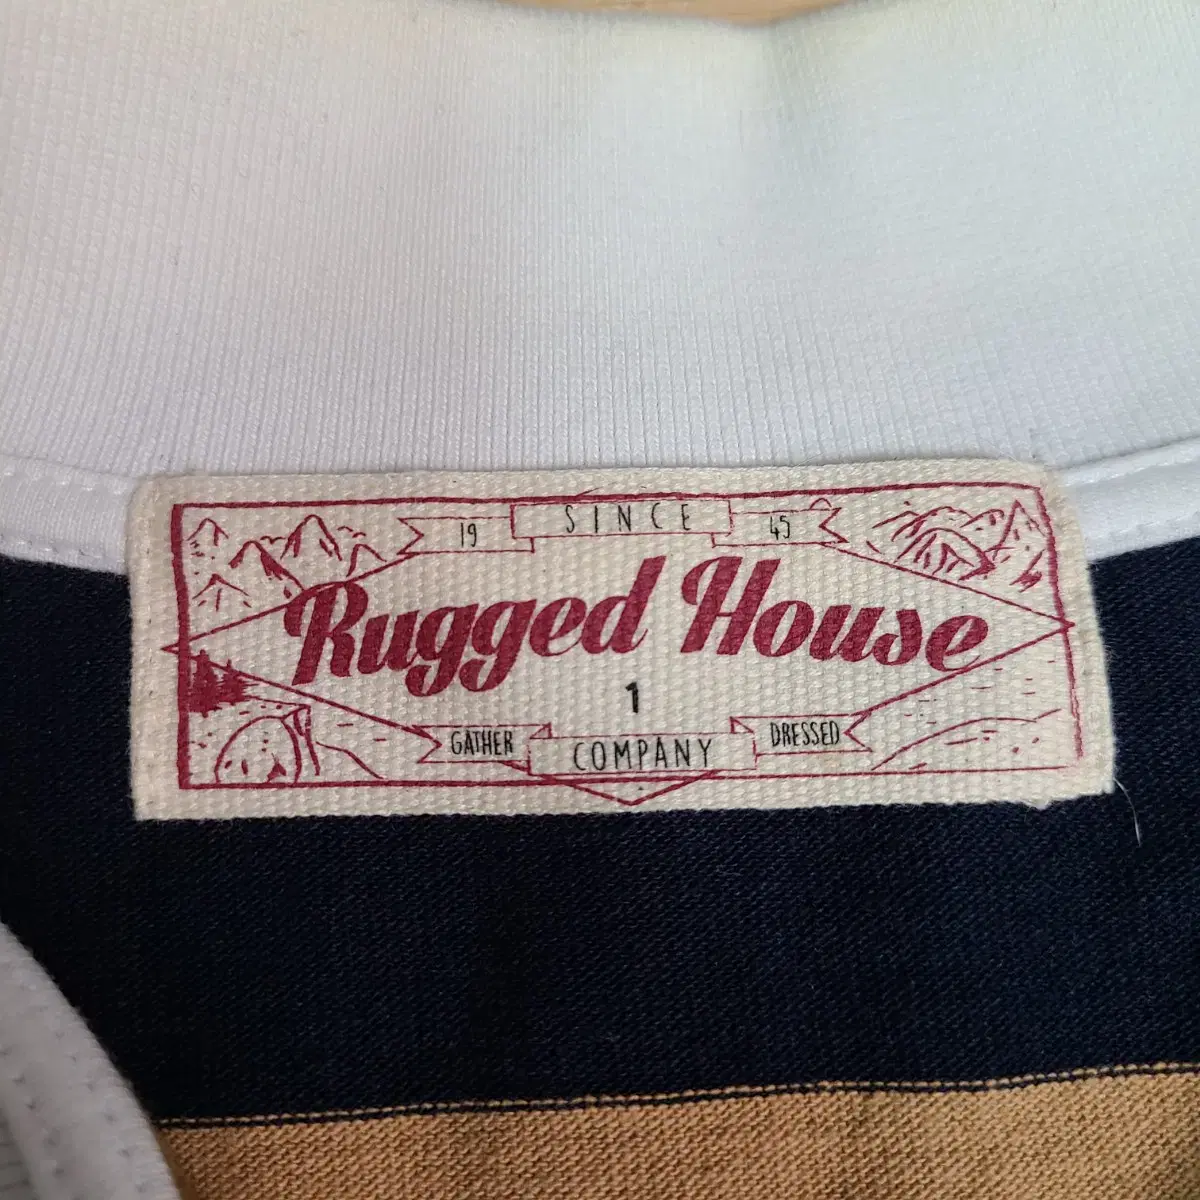 19 SINCE 45
Rugged House
1
GATHER COMPANY DRESSED